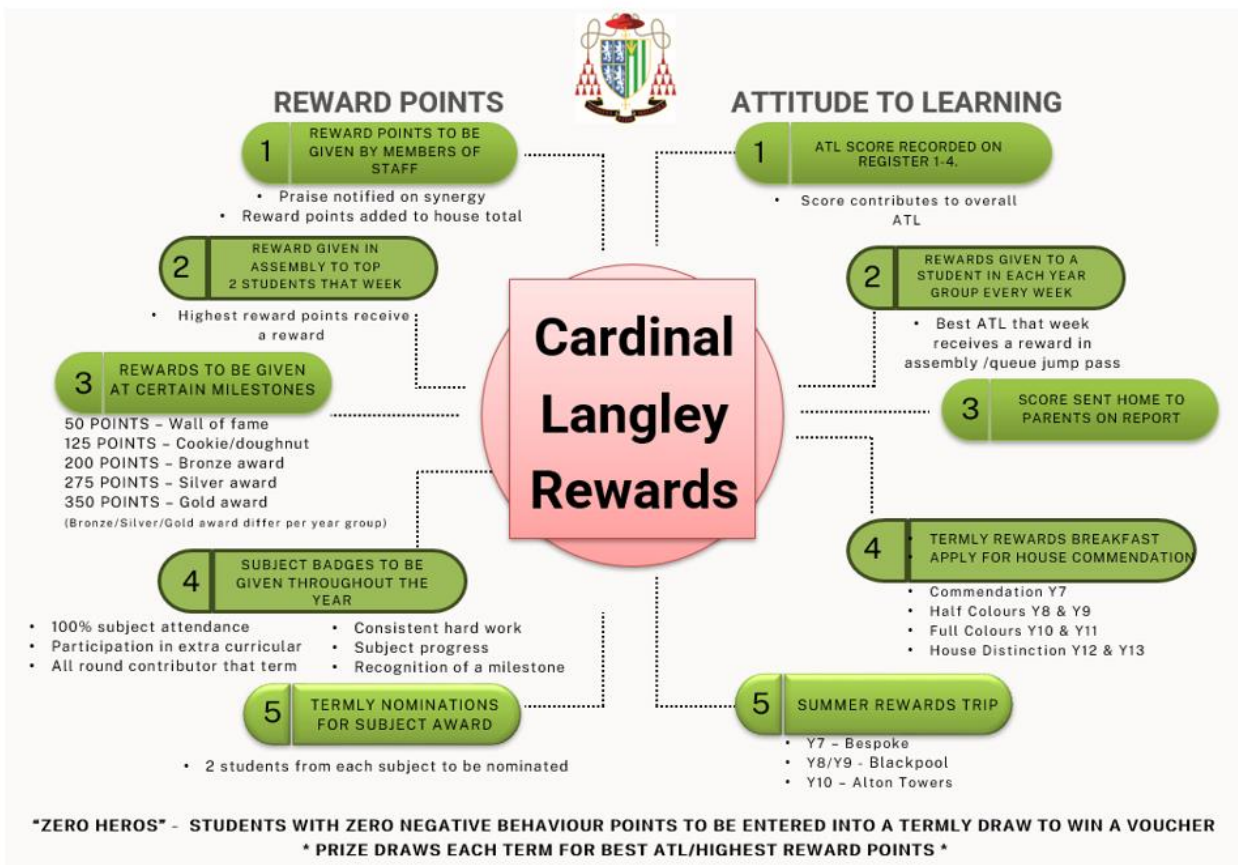 REWARD POINTS
1
REWARD POINTS TO BE
GIVEN BY MEMBERS OF
STAFF
• Praise notified on synergy
• Reward points added to house total
2
REWARD GIVEN IN
ASSEMBLY TO TOP
2 STUDENTS THAT WEEK
• Highest reward points receive
a reward
3
REWARDS TO BE GIVEN
AT CERTAIN MILESTONES
50 POINTS – Wall of fame
125 POINTS – Cookie/doughnut
200 POINTS – Bronze award
275 POINTS – Silver award
350 POINTS – Gold award
(Bronze/Silver/Gold award differ per year group)
4
SUBJECT BADGES TO BE
GIVEN THROUGHOUT THE
YEAR
• 100% subject attendance
• Participation in extra curricular
• All round contributor that term
• Consistent hard work
• Subject progress
• Recognition of a milestone
5
TERMLY NOMINATIONS
FOR SUBJECT AWARD
• 2 students from each subject to be nominated
Cardinal
Langley
Rewards
ATTITUDE TO LEARNING
1
ATL SCORE RECORDED ON
REGISTER 1-4.
• Score contributes to overall
ATL
2
REWARDS GIVEN TO A
STUDENT IN EACH YEAR
GROUP EVERY WEEK
• Best ATL that week
receives a reward in
assembly /queue jump pass
3
SCORE SENT HOME TO
PARENTS ON REPORT
4
• TERMLY REWARDS BREAKFAST
• APPLY FOR HOUSE COMMENDATION
• Commendation Y7
• Half Colours Y8 & Y9
• Full Colours Y10 & Y11
• House Distinction Y12 & Y13
5
SUMMER REWARDS TRIP
• Y7 – Bespoke
• Y8/Y9 - Blackpool
• Y10 – Alton Towers
"ZERO HEROS" - STUDENTS WITH ZERO NEGATIVE BEHAVIOUR POINTS TO BE ENTERED INTO A TERMLY DRAW TO WIN A VOUCHER
* PRIZE DRAWS EACH TERM FOR BEST ATL/HIGHEST REWARD POINTS *